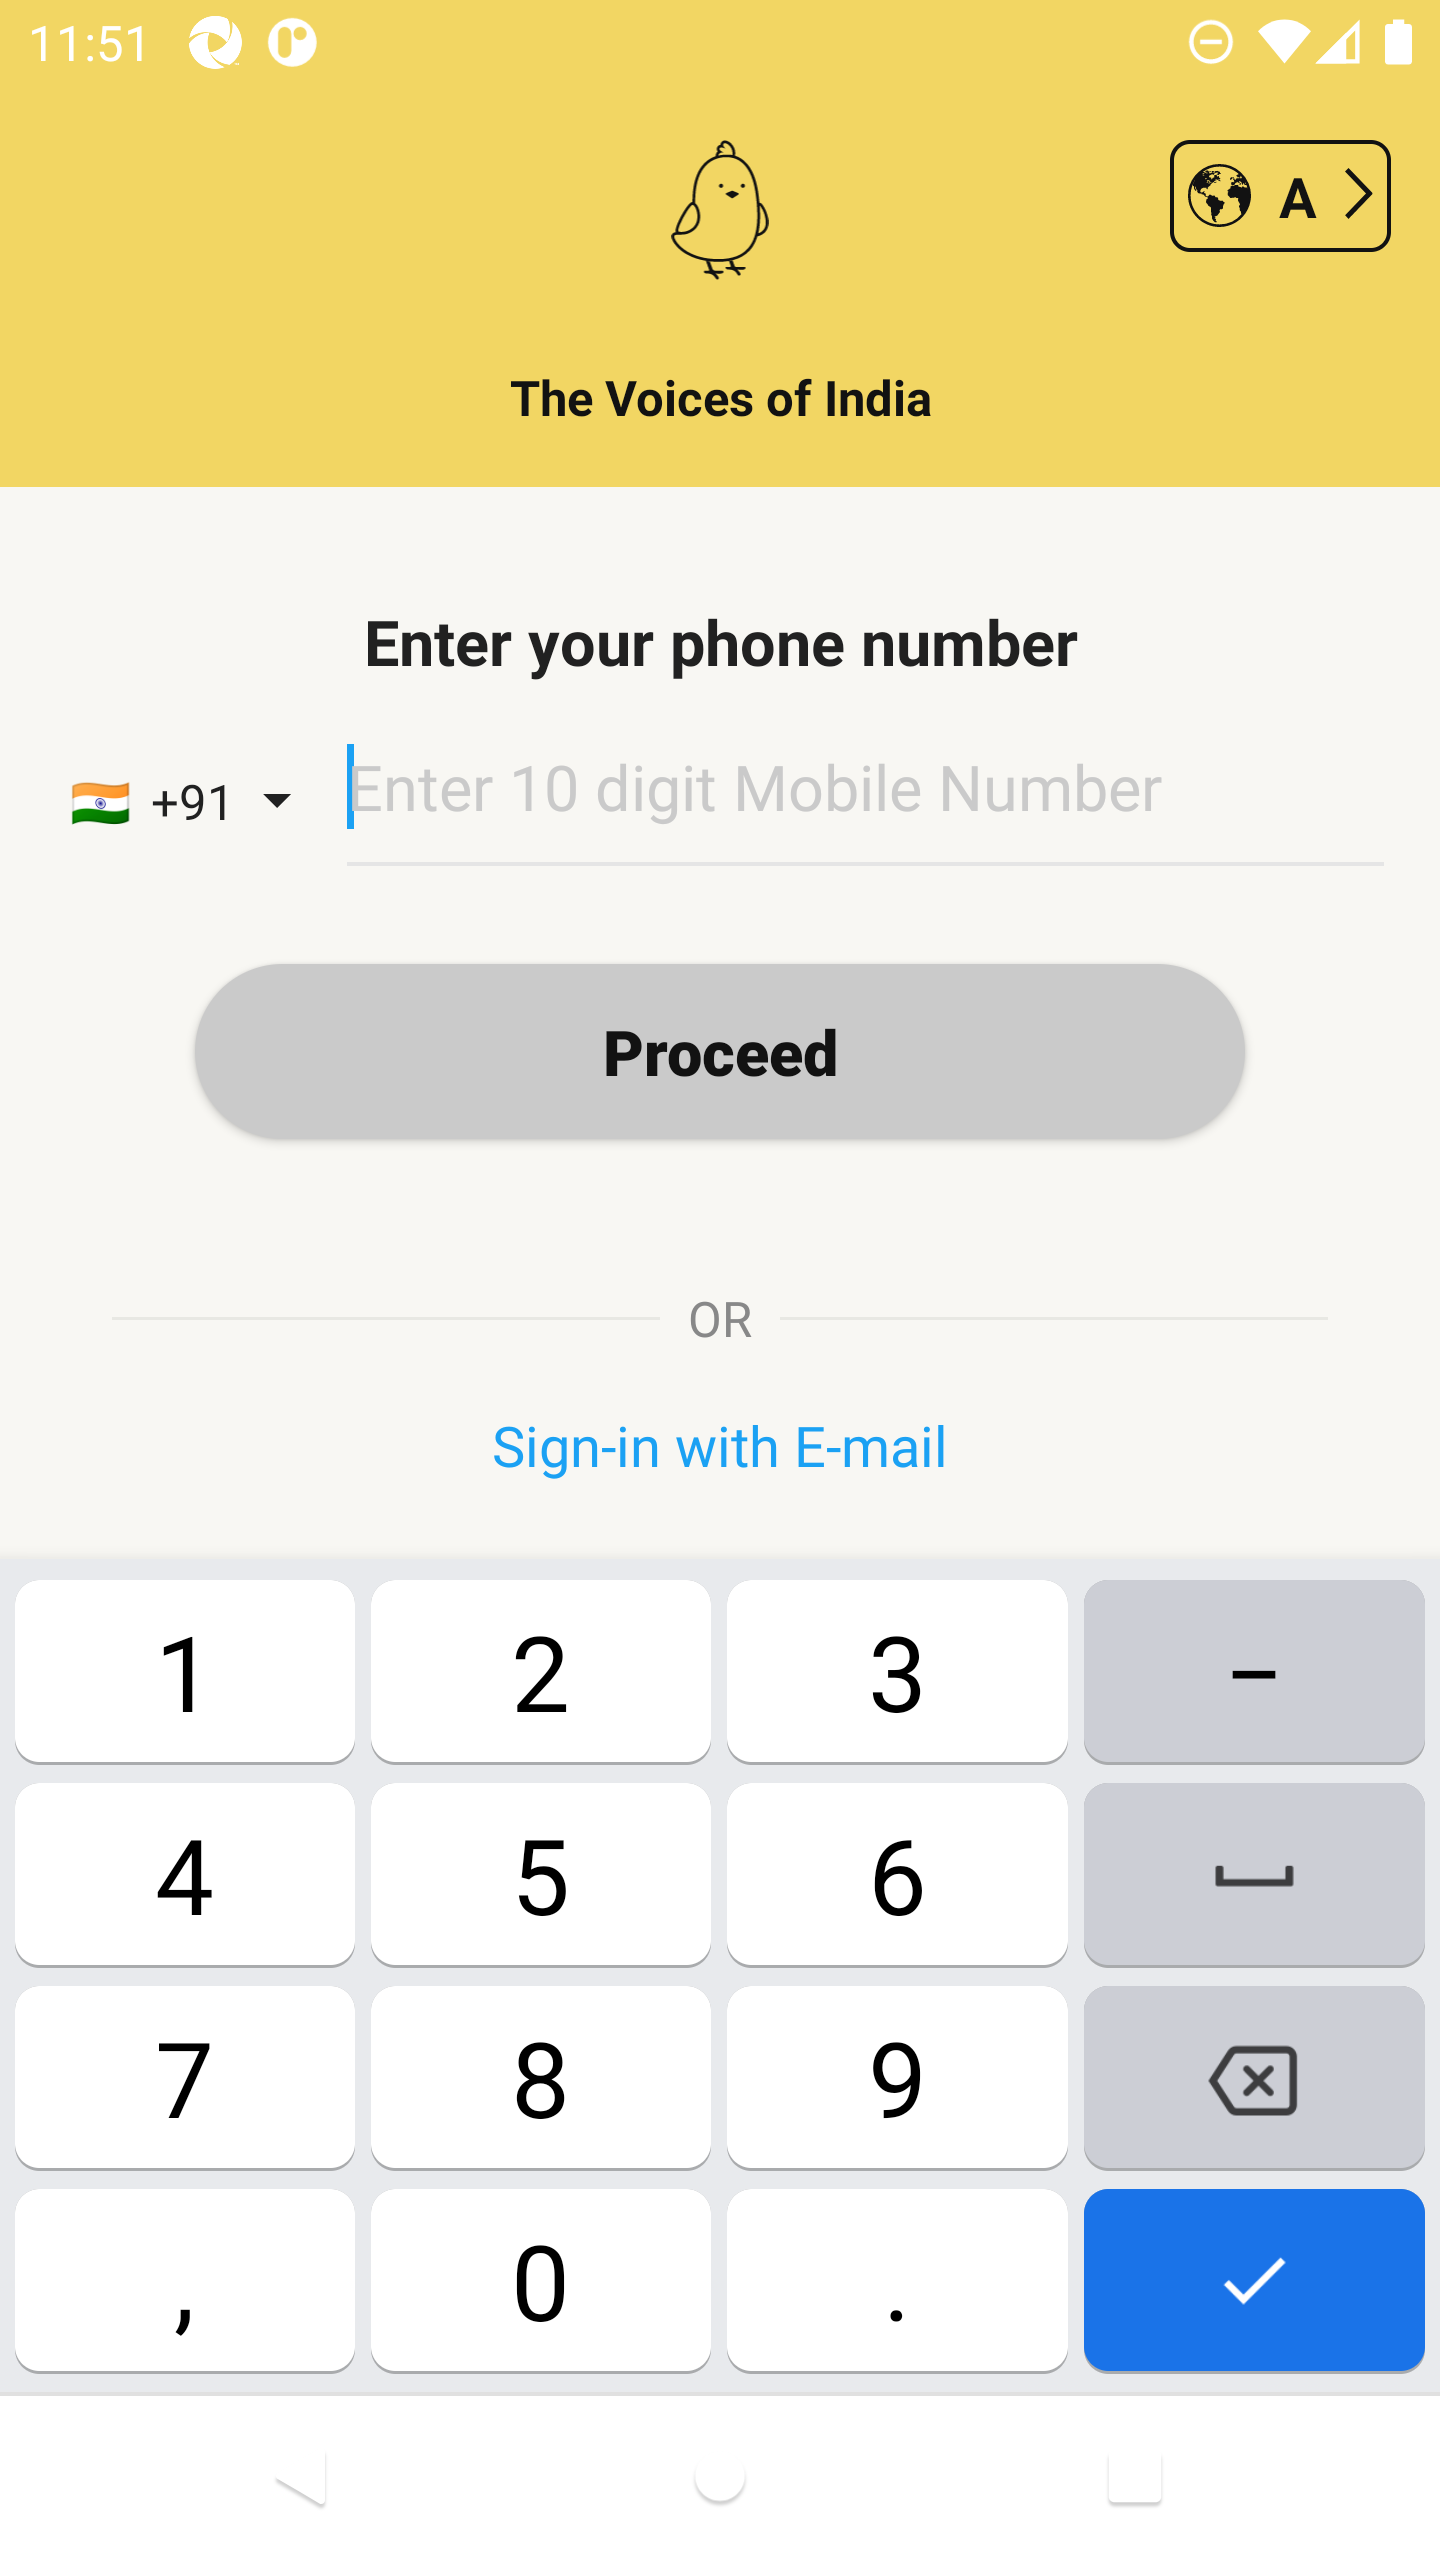 11:51
A
The Voices of India
Enter your phone number
+91 Enter 10 digit Mobile Number
Proceed
OR
Sign-in with E-mail
1 2 3 –
4 5 6
7 8 9
, 0 .